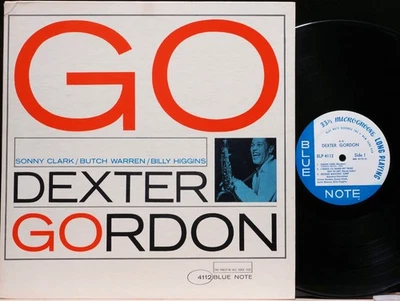 GO
SONNY CLARK/BUTCH WARREN/BILLY HIGGINS
DEXTER
GORDON
4112 BLUE NOTE
33⅓ MICROGROOVE LONG PLAYING
DEXTER GORDON
BLP 4112
Side 1
BLUE
NOTE